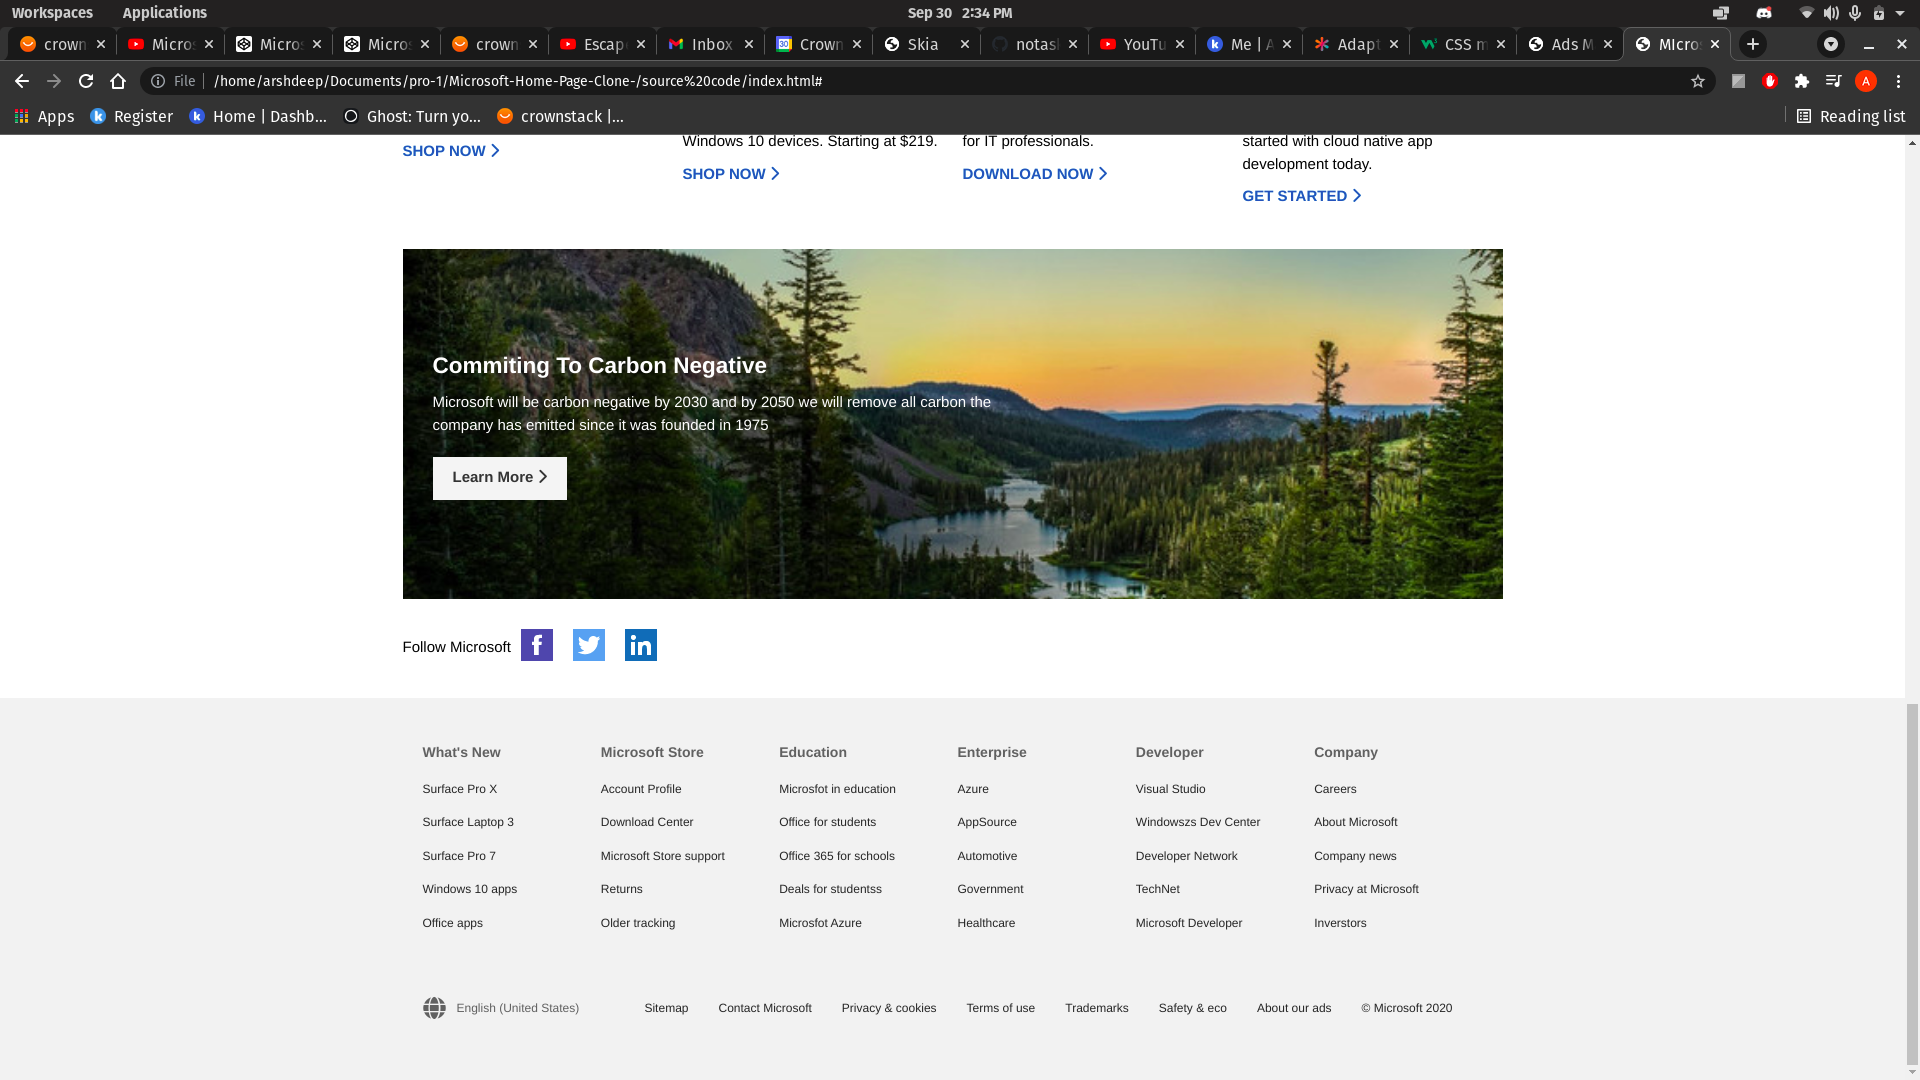 Workspaces Applications Sep 30 2:34 PM
crown Micros Micros Micros crown Escap Inbox Crown Skia notas YouTu Me | A Adapt CSS m Ads M MIcros
File /home/arshdeep/Documents/pro-1/Microsoft-Home-Page-Clone-/source%20code/index.html# A
Apps Register Home | Dashb... Ghost: Turn yo... crownstack |... Reading list
Windows 10 devices. Starting at $219. for IT professionals. started with cloud native app
SHOP NOW development today.
SHOP NOW DOWNLOAD NOW
GET STARTED
Commiting To Carbon Negative
Microsoft will be carbon negative by 2030 and by 2050 we will remove all carbon the
company has emitted since it was founded in 1975
Learn More
Follow Microsoft
What's New Microsoft Store Education Enterprise Developer Company
Surface Pro X Account Profile Microsfot in education Azure Visual Studio Careers
Surface Laptop 3 Download Center Office for students AppSource Windowszs Dev Center About Microsoft
Surface Pro 7 Microsoft Store support Office 365 for schools Automotive Developer Network Company news
Windows 10 apps Returns Deals for studentss Government TechNet Privacy at Microsoft
Office apps Older tracking Microsfot Azure Healthcare Microsoft Developer Inverstors
English (United States) Sitemap Contact Microsoft Privacy & cookies Terms of use Trademarks Safety & eco About our ads © Microsoft 2020